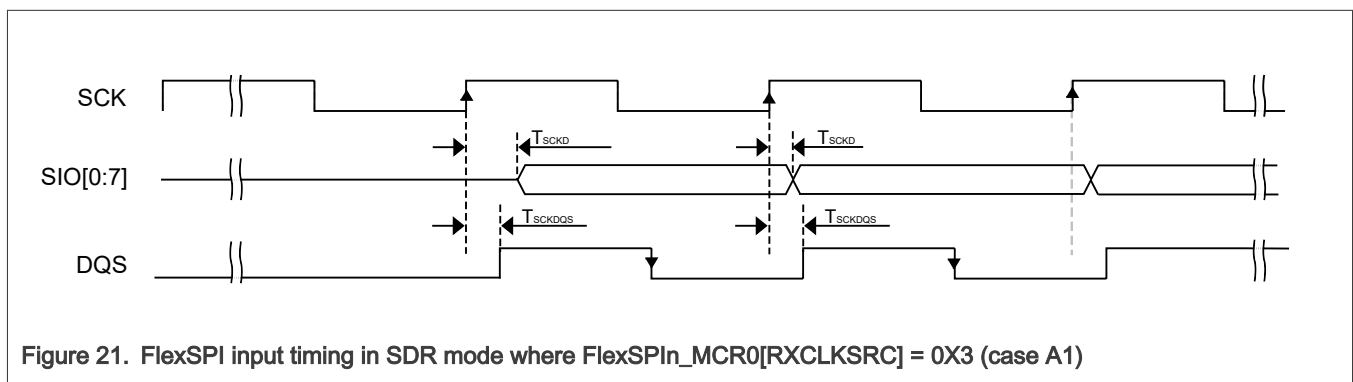 SCK
TSCKD TSCKD
SIO[0:7]
TSCKDQS TSCKDQS
DQS
Figure 21. FlexSPI input timing in SDR mode where FlexSPIn_MCR0[RXCLKSRC] = 0X3 (case A1)